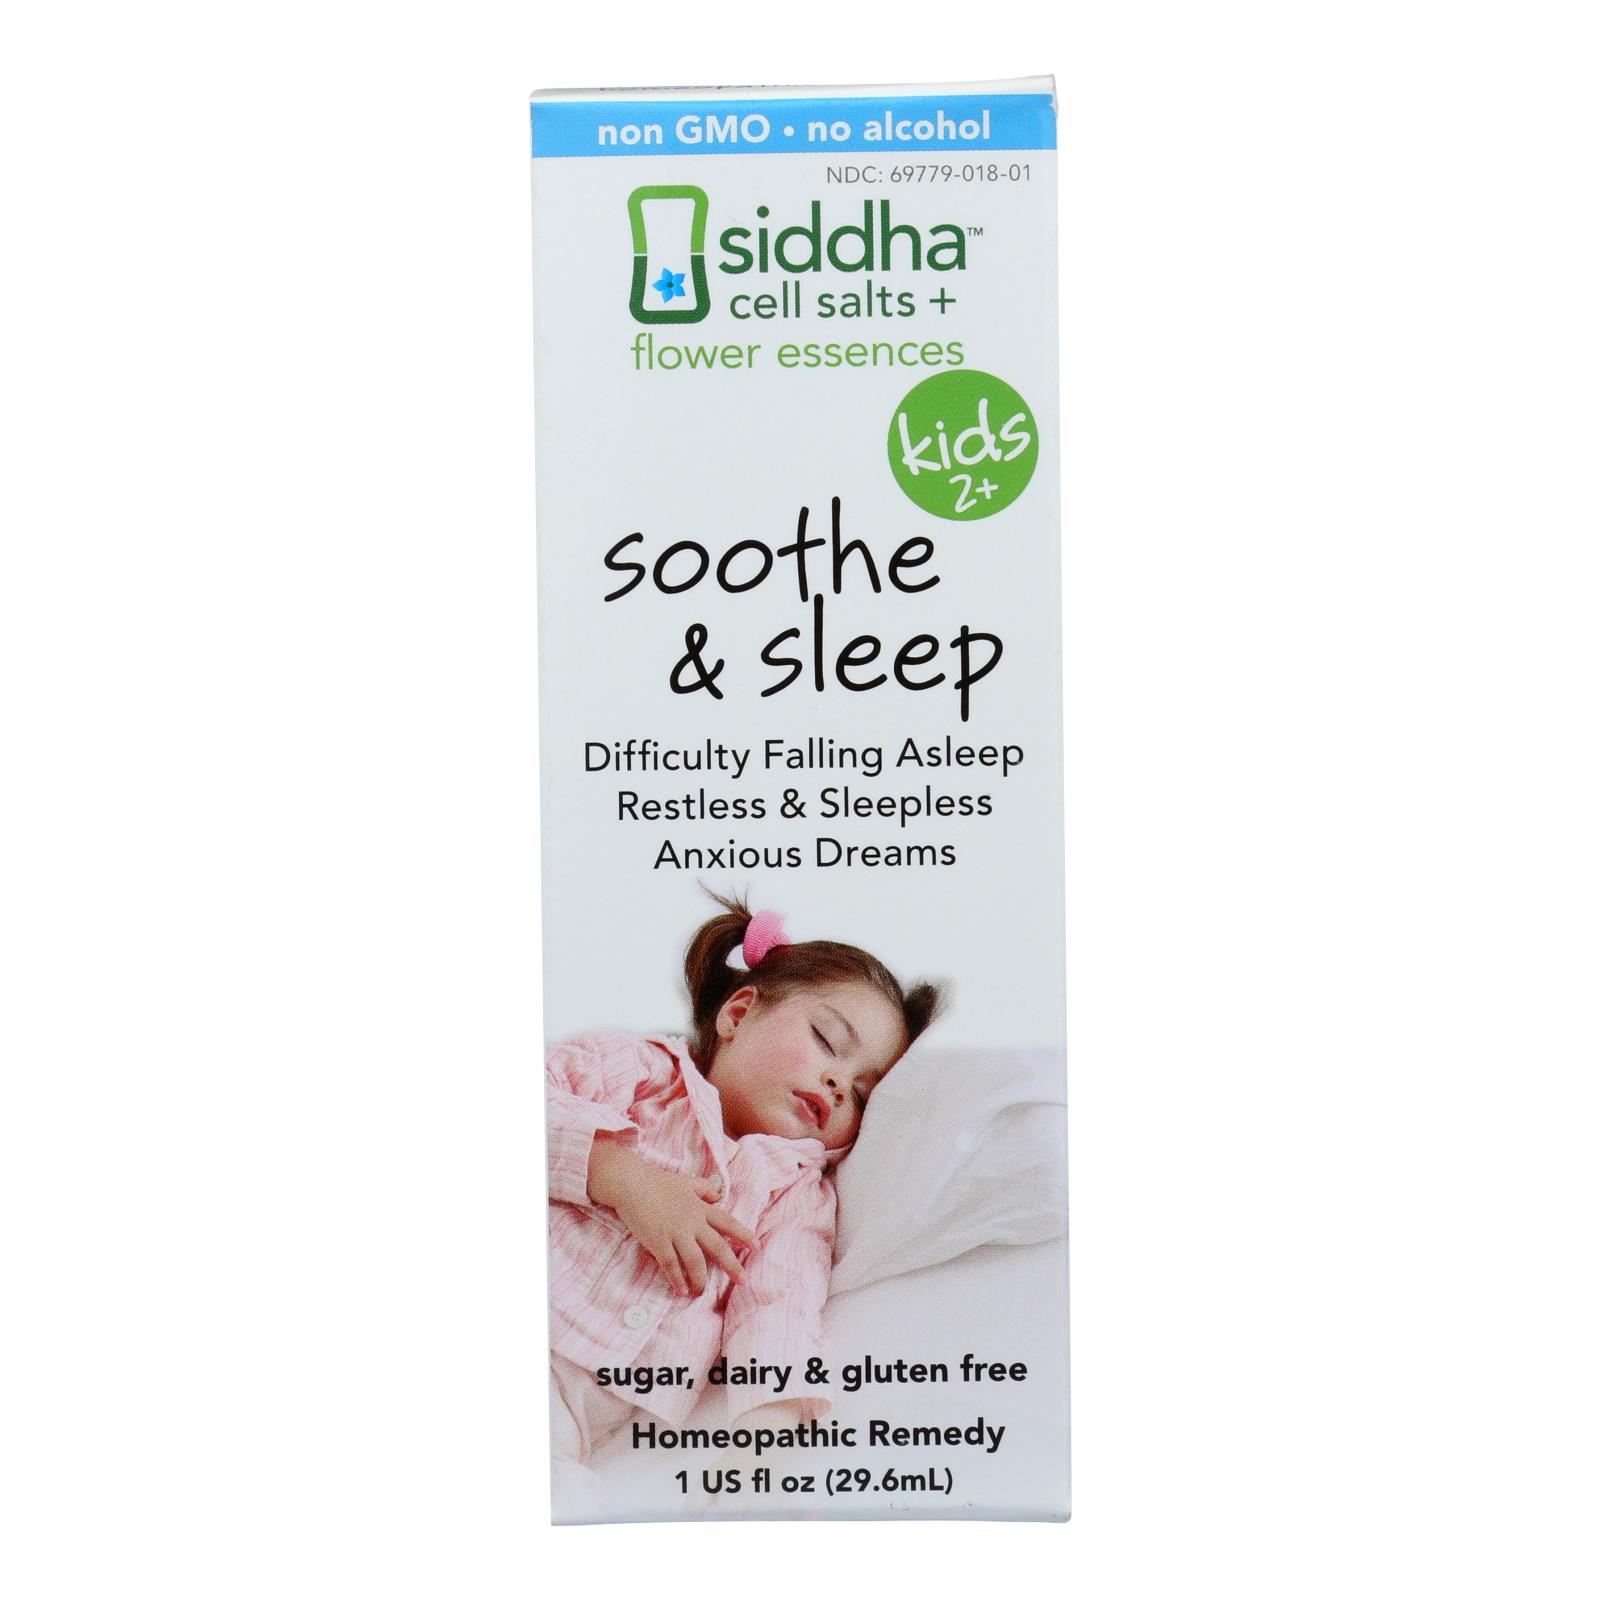 non GMO • no alcohol
NDC: 69779-018-01
siddha™
cell salts +
flower essences
kids
2+
soothe
& sleep
Difficulty Falling Asleep
Restless & Sleepless
Anxious Dreams
sugar, dairy & gluten free
Homeopathic Remedy
1 US fl oz (29.6mL)